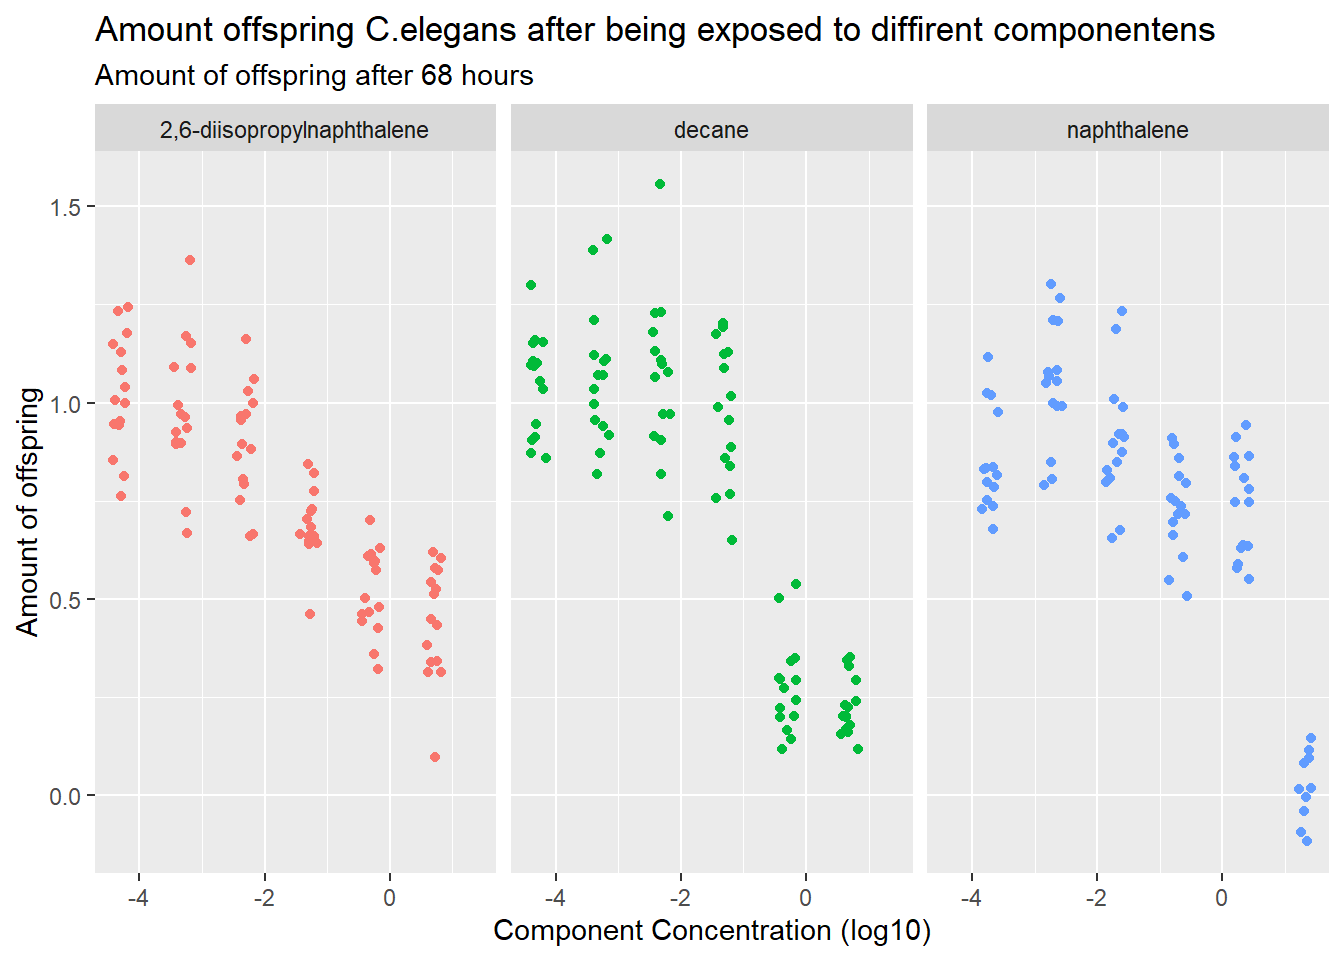 Amount offspring C.elegans after being exposed to diffirent componentens
Amount of offspring after 68 hours
2,6-diisopropylnaphthalene
decane
naphthalene
Amount of offspring
1.5
1.0
0.5
0.0
-4
-2
0
-4
-2
0
-4
-2
0
Component Concentration (log10)